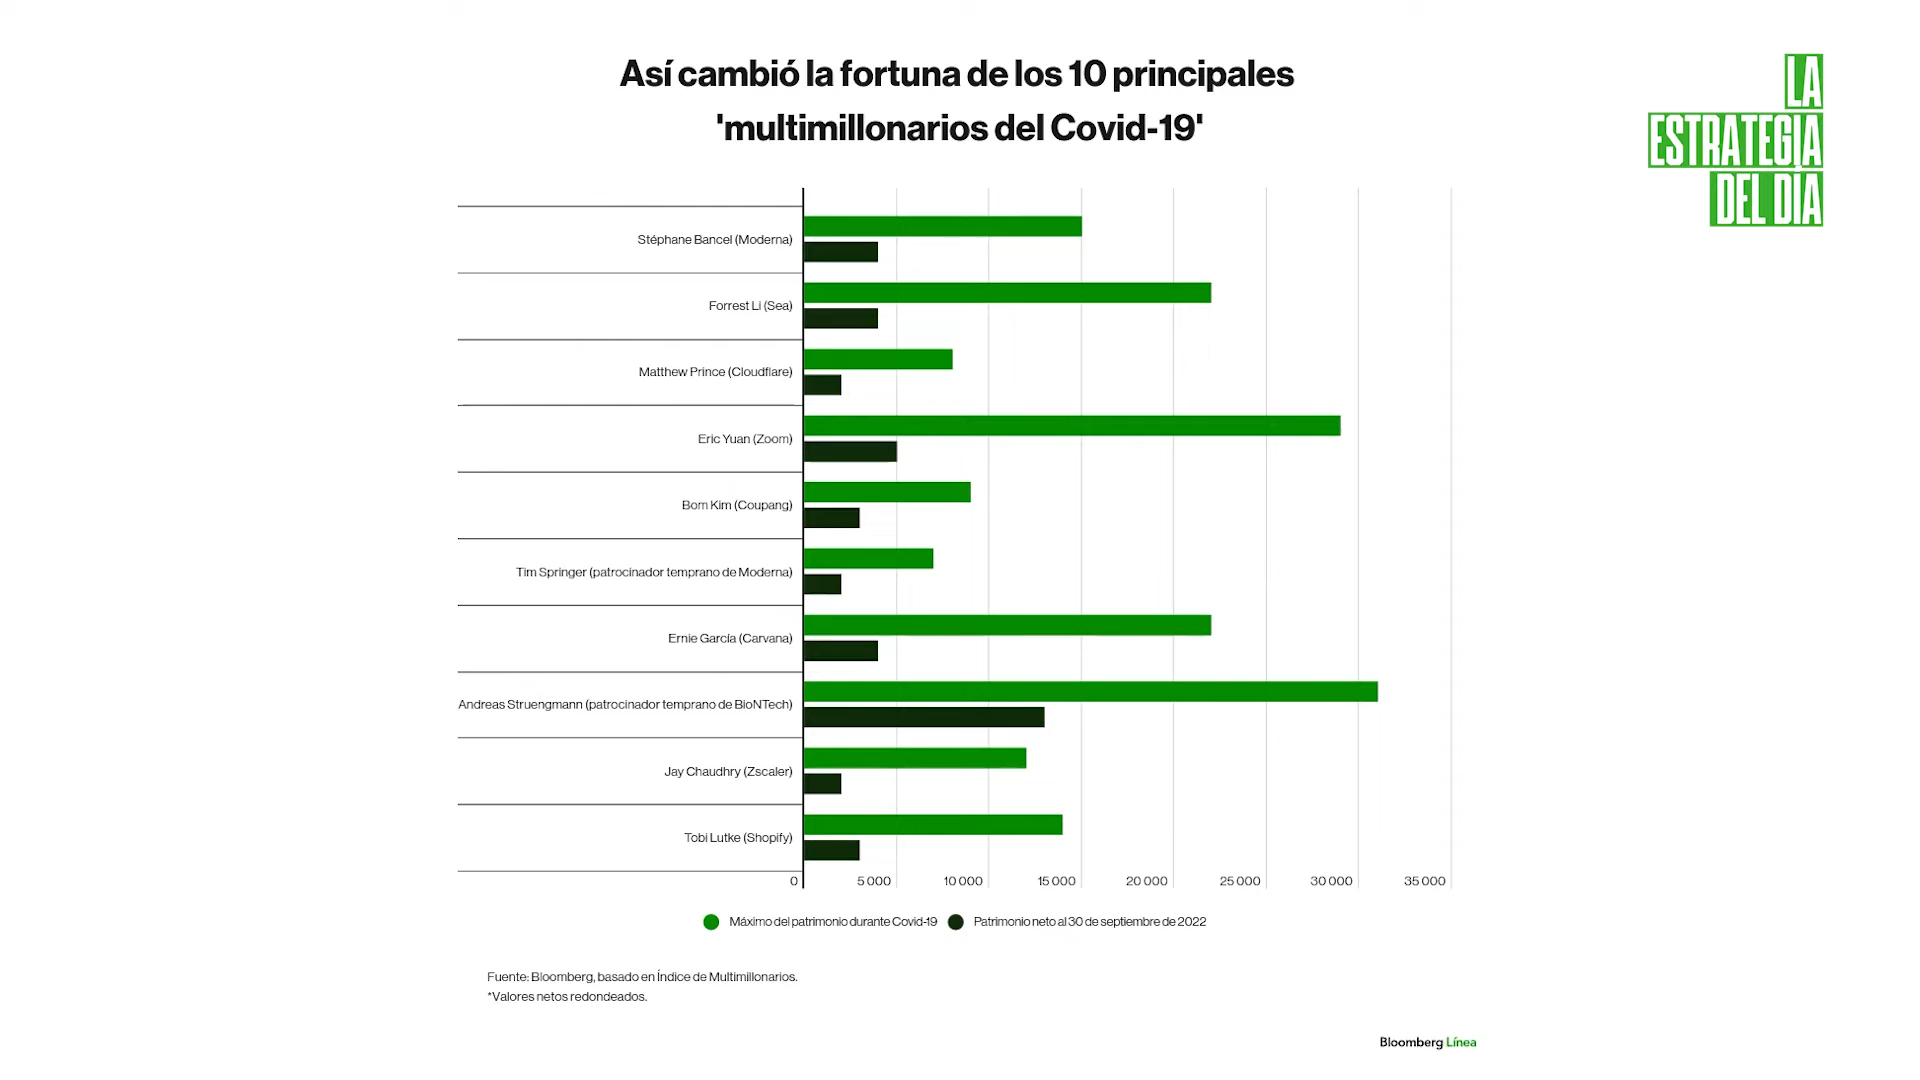 Así cambió la fortuna de los 10 principales
'multimillonarios del Covid-19'
LA
ESTRATEGIA
DEL DÍA
Stéphane Bancel (Moderna)
Forrest Li (Sea)
Matthew Prince (Cloudflare)
Eric Yuan (Zoom)
Bom Kim (Coupang)
Tim Springer (patrocinador temprano de Moderna)
Ernie García (Carvana)
Andreas Struengmann (patrocinador temprano de BioNTech)
Jay Chaudhry (Zscaler)
Tobi Lutke (Shopify)
0 5 000 10 000 15 000 20 000 25 000 30 000 35 000
Máximo del patrimonio durante Covid-19 Patrimonio neto al 30 de septiembre de 2022
Fuente: Bloomberg, basado en Índice de Multimillonarios.
*Valores netos redondeados.
Bloomberg Línea